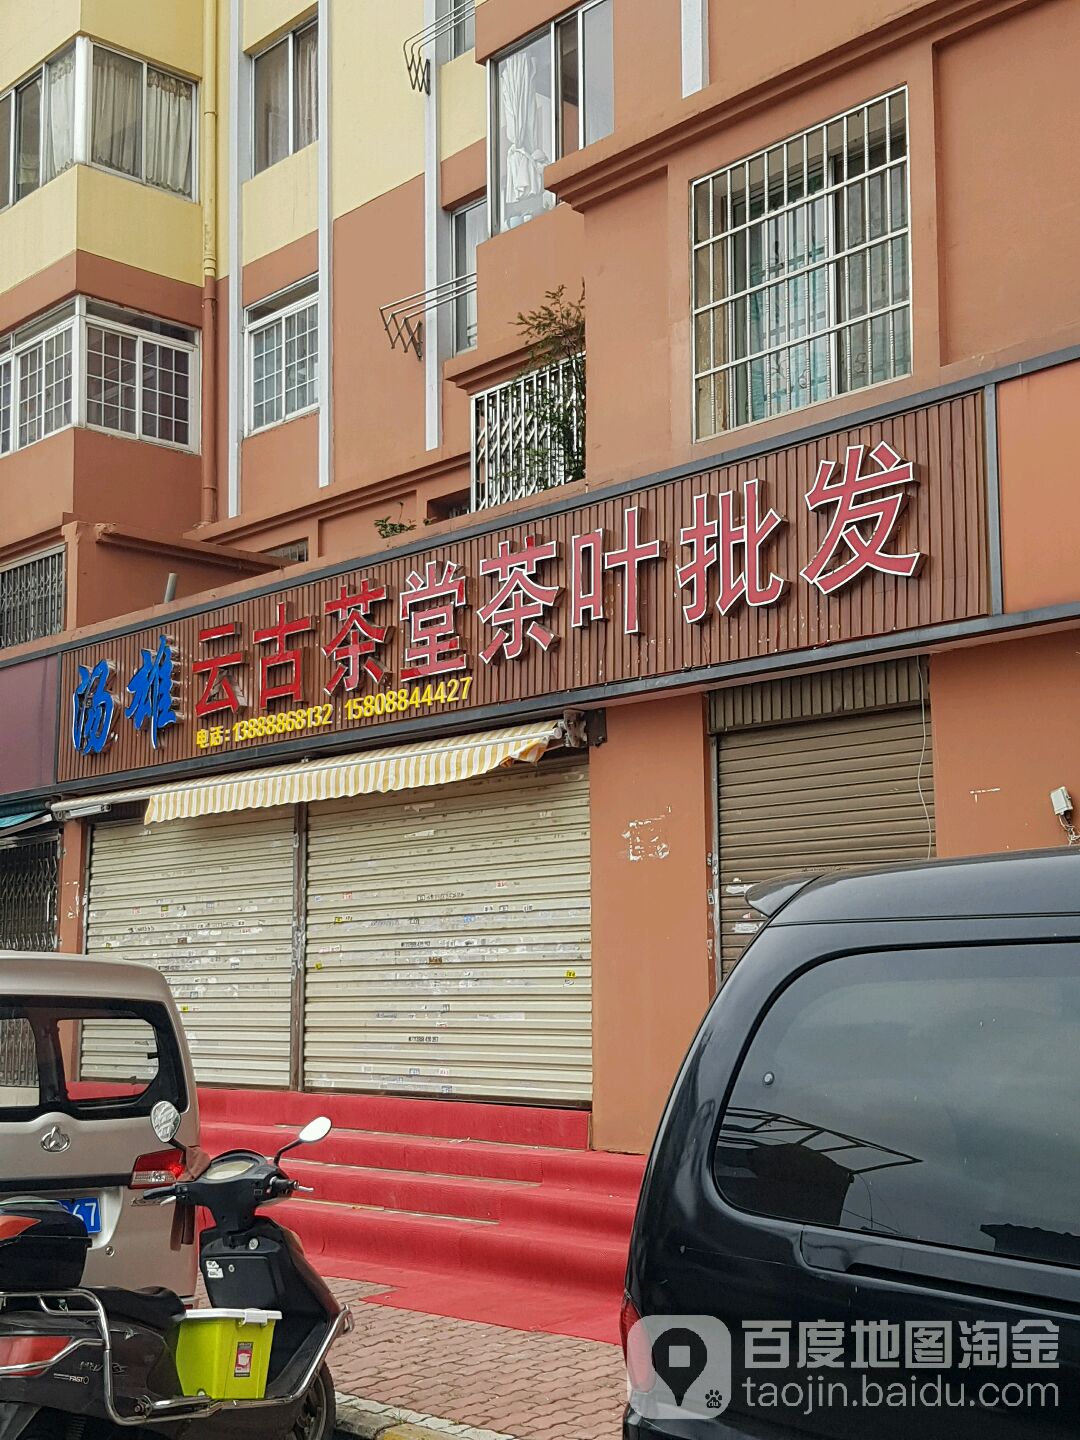 汤雄 云古茶堂茶叶批发
电话:13888868132 15808844427
67
百度地图淘金
taojin.baidu.com